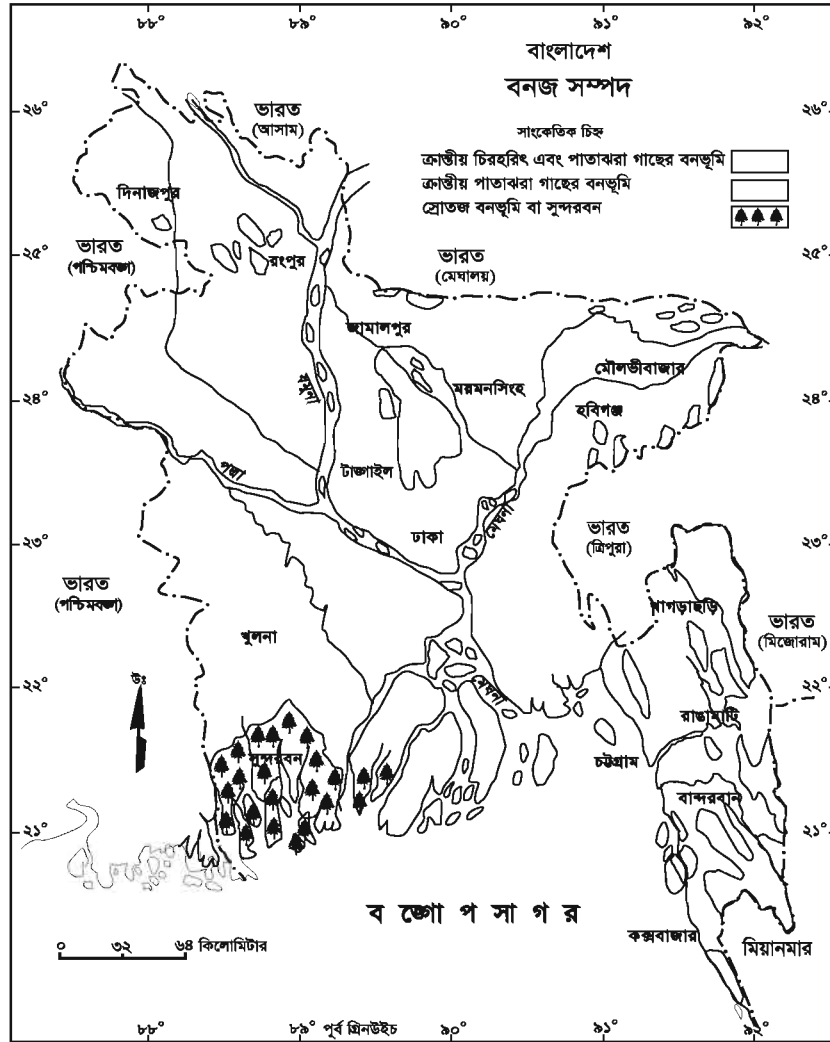 ৮৮° ৮৯° ৯০° ৯১° ৯২°
বাংলাদেশ
বনজ সম্পদ
২৬° ২৬°
ভারত
(আসাম)
সাংকেতিক চিহ্ন
ক্রান্তীয় চিরহরিৎ এবং পাতাঝরা গাছের বনভূমি
ক্রান্তীয় পাতাঝরা গাছের বনভূমি
স্রোতজ বনভূমি বা সুন্দরবন
দিনাজপুর
ভারত
(পশ্চিমবঙ্গ)
রংপুর
২৫° ২৫°
ভারত
(মেঘালয়)
জামালপুর
যমুনা
ময়মনসিংহ
মৌলভীবাজার
হবিগঞ্জ
২৪° ২৪°
পদ্মা
টাঙ্গাইল
ঢাকা
মেঘনা
ভারত
(ত্রিপুরা)
২৩° ২৩°
ভারত
(পশ্চিমবঙ্গ)
খুলনা
খাগড়াছড়ি
ভারত
(মিজোরাম)
উঃ
২২° ২২°
মেঘনা
রাঙামাটি
চট্টগ্রাম
সুন্দরবন
বান্দরবান
২১° ২১°
ব ঙ্গো প সা গ র
কক্সবাজার
মিয়ানমার
০ ৩২ ৬৪ কিলোমিটার
৮৮° ৮৯° পূর্ব গ্রিনউইচ ৯০° ৯১° ৯২°